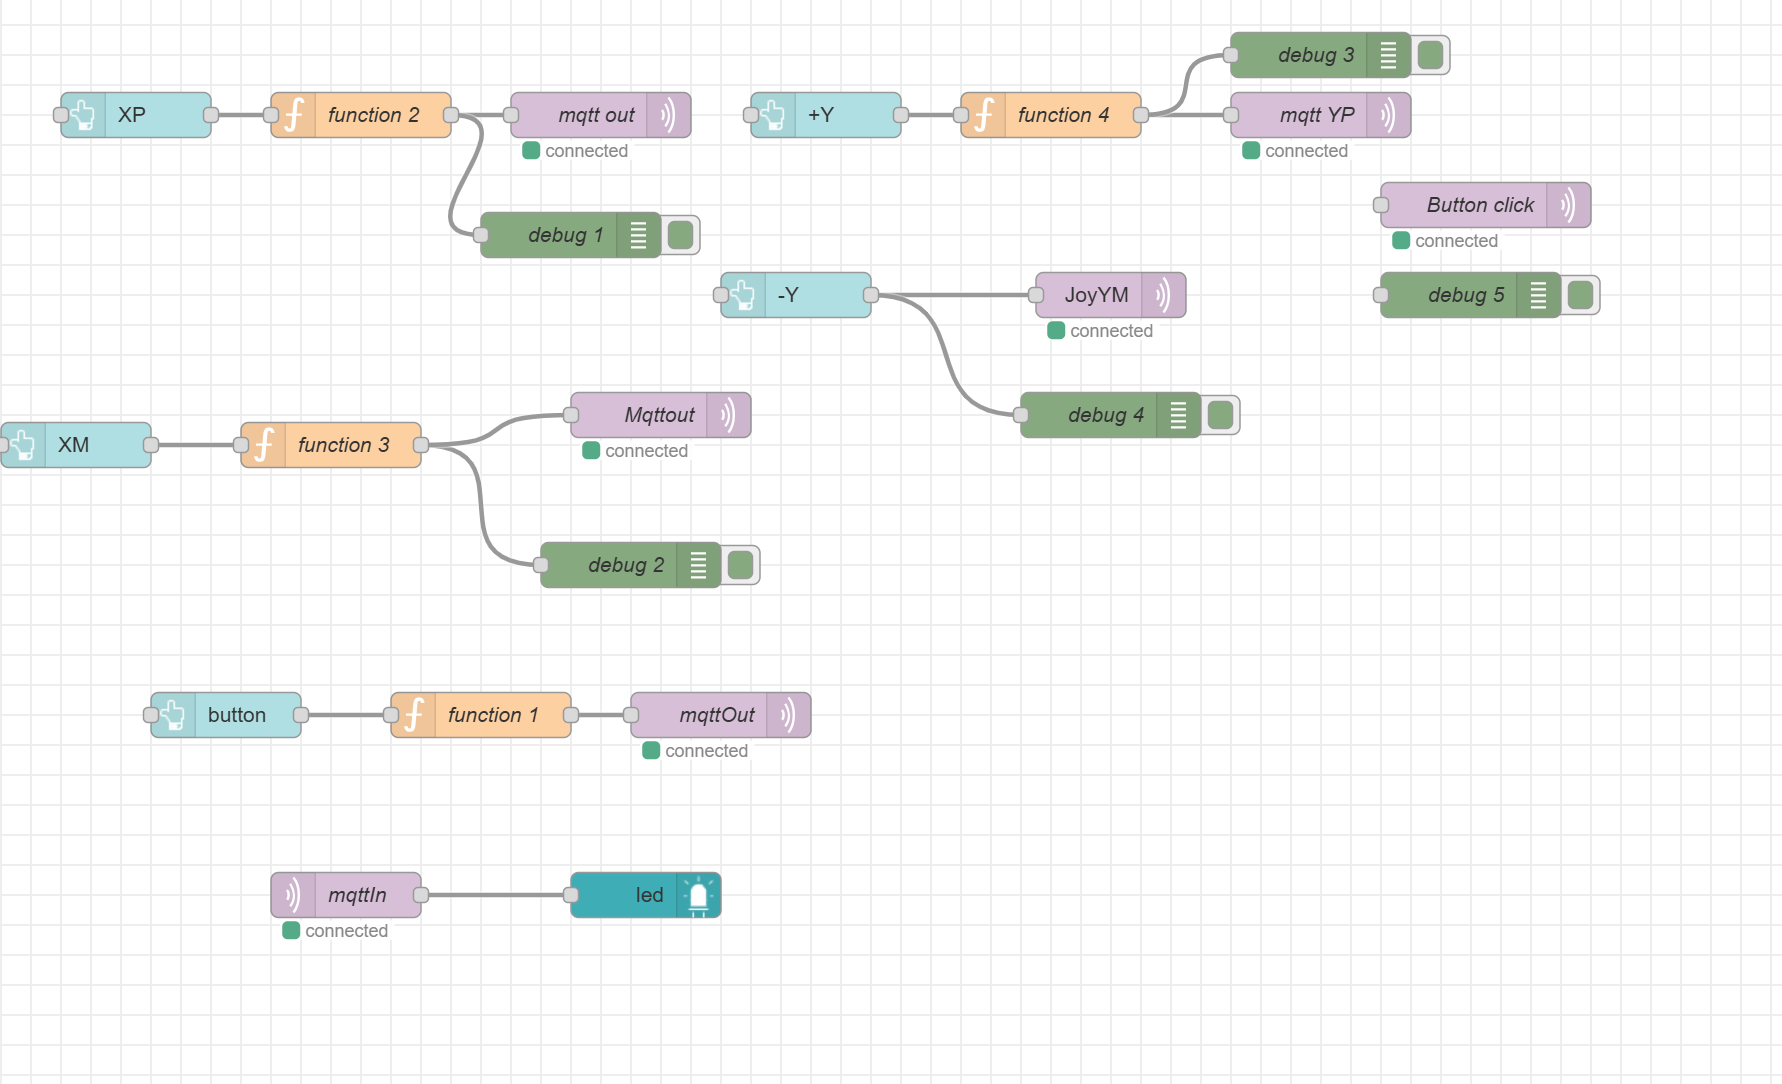 debug 3
XP
function 2
mqtt out
connected
+Y
function 4
mqtt YP
connected
Button click
connected
debug 1
-Y
JoyYM
connected
debug 5
Mqttout
connected
debug 4
XM
function 3
debug 2
button
function 1
mqttOut
connected
mqttIn
connected
led